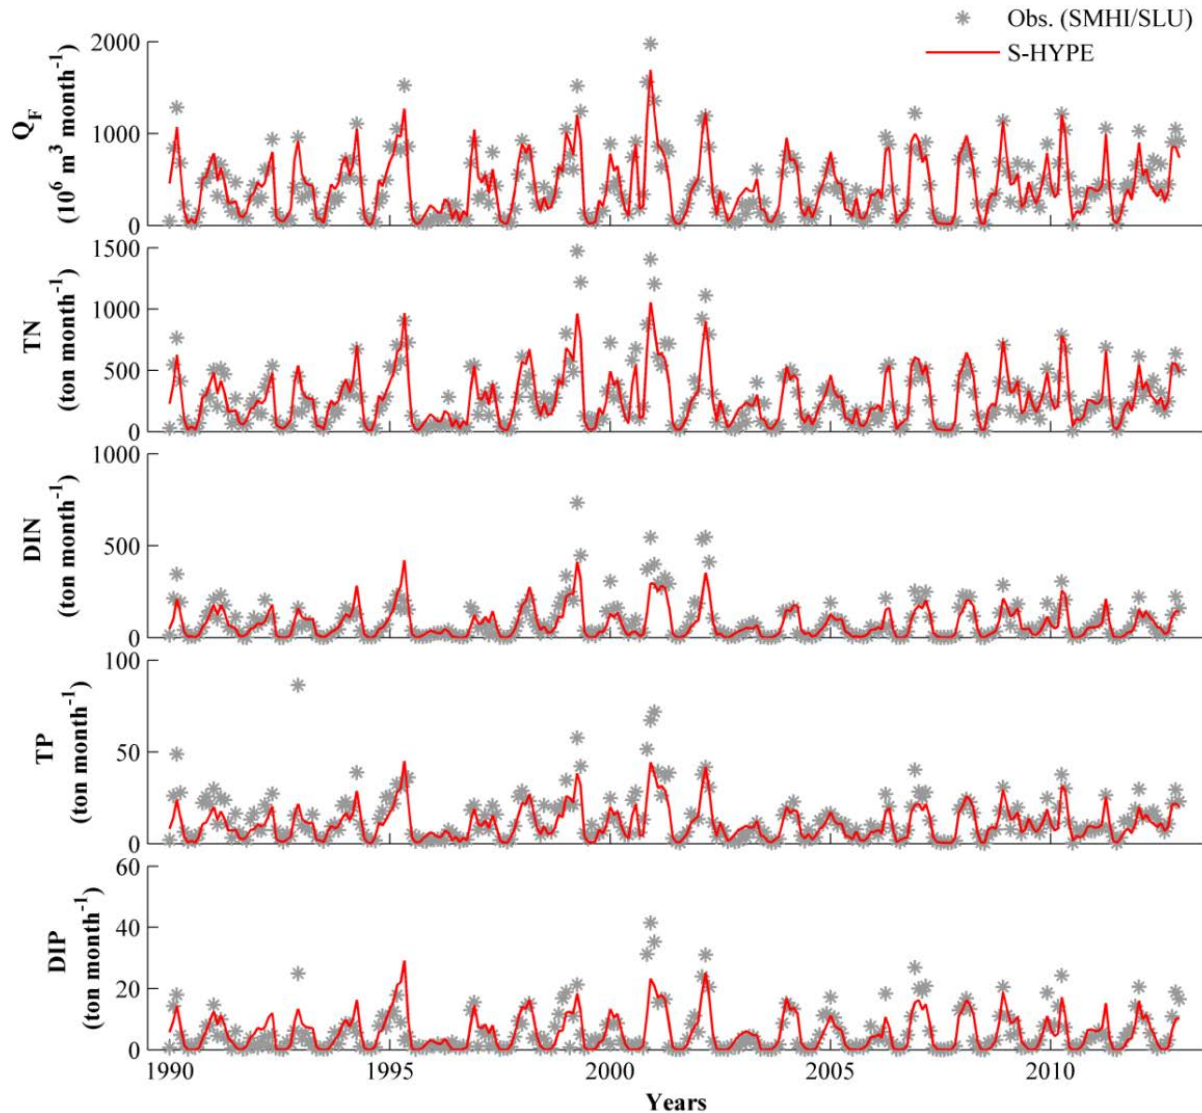 Obs. (SMHI/SLU)
S-HYPE
Q_F
(10^6 m^3 month^-1)
2000
1000
0
TN
(ton month^-1)
1500
1000
500
0
DIN
(ton month^-1)
1000
500
0
TP
(ton month^-1)
100
50
0
DIP
(ton month^-1)
60
40
20
0
1990 1995 2000 2005 2010
Years